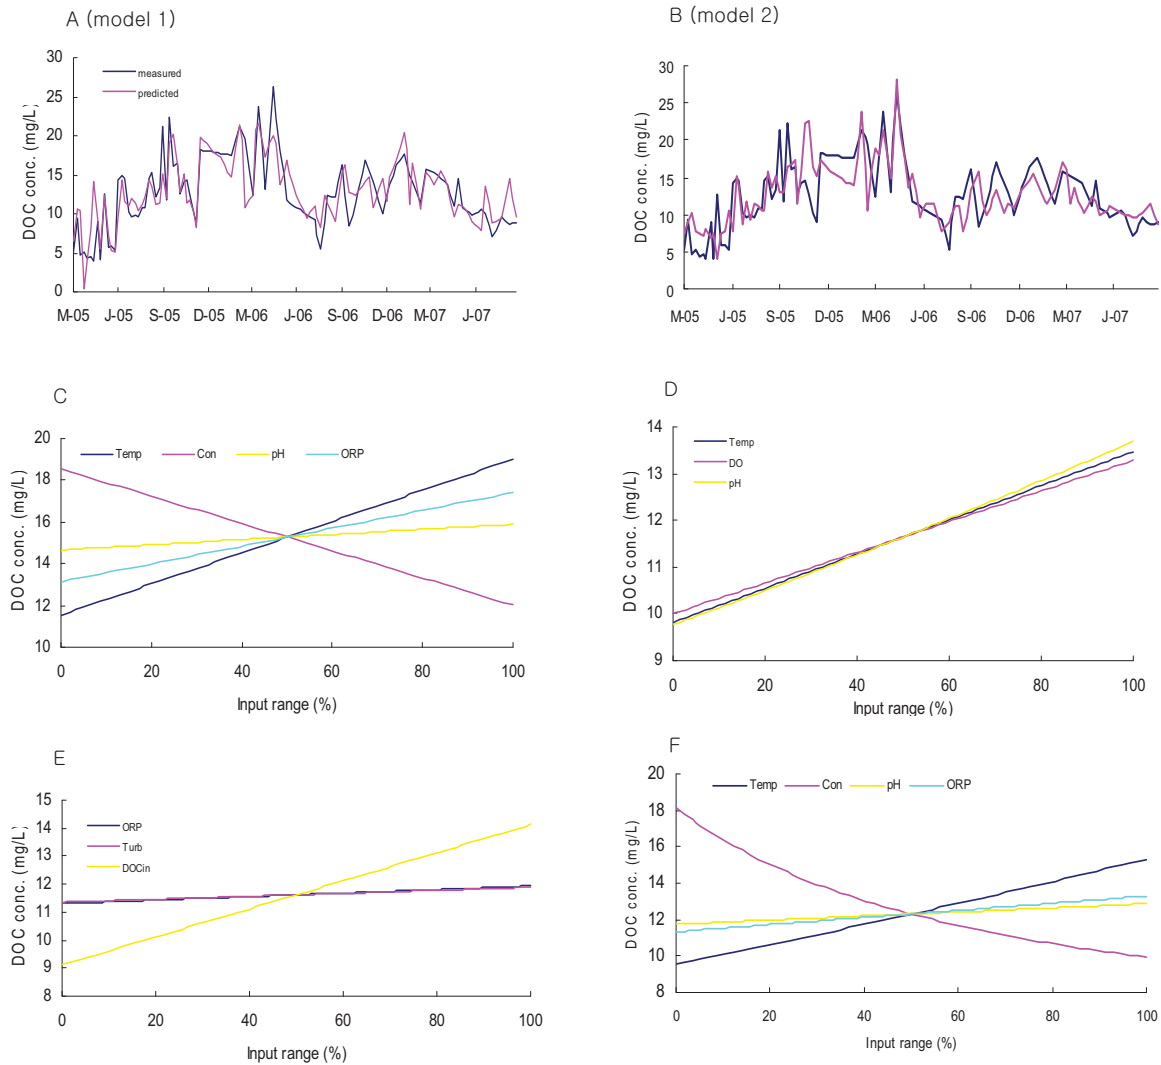 A (model 1)
DOC conc. (mg/L)
30
25
20
15
10
5
0
measured
predicted
M-05 J-05 S-05 D-05 M-06 J-06 S-06 D-06 M-07 J-07
B (model 2)
DOC conc. (mg/L)
30
25
20
15
10
5
0
M-05 J-05 S-05 D-05 M-06 J-06 S-06 D-06 M-07 J-07
C
DOC conc. (mg/L)
20
18
16
14
12
10
Temp Con pH ORP
0 20 40 60 80 100
Input range (%)
D
DOC conc. (mg/L)
14
13
12
11
10
9
Temp
DO
pH
0 20 40 60 80 100
Input range (%)
E
DOC conc. (mg/L)
15
14
13
12
11
10
9
8
ORP
Turb
DOCin
0 20 40 60 80 100
Input range (%)
F
DOC conc. (mg/L)
20
18
16
14
12
10
8
Temp Con pH ORP
0 20 40 60 80 100
Input range (%)